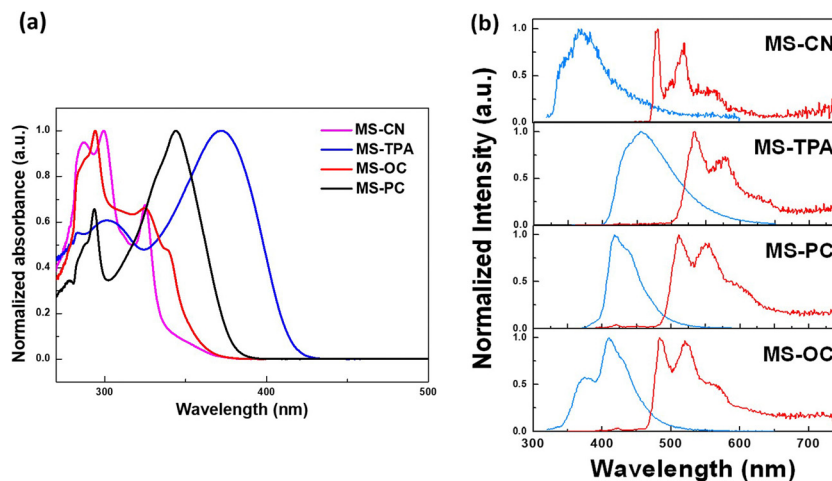 (a)
Normalized absorbance (a.u.)
1.0
0.8
0.6
0.4
0.2
0.0
MS-CN
MS-TPA
MS-OC
MS-PC
300
400
500
Wavelength (nm)
(b)
Normalized Intensity (a.u.)
1.0
0.5
0.0
MS-CN
1.0
0.5
0.0
MS-TPA
1.0
0.5
0.0
MS-PC
1.0
0.5
0.0
MS-OC
300
400
500
600
700
Wavelength (nm)